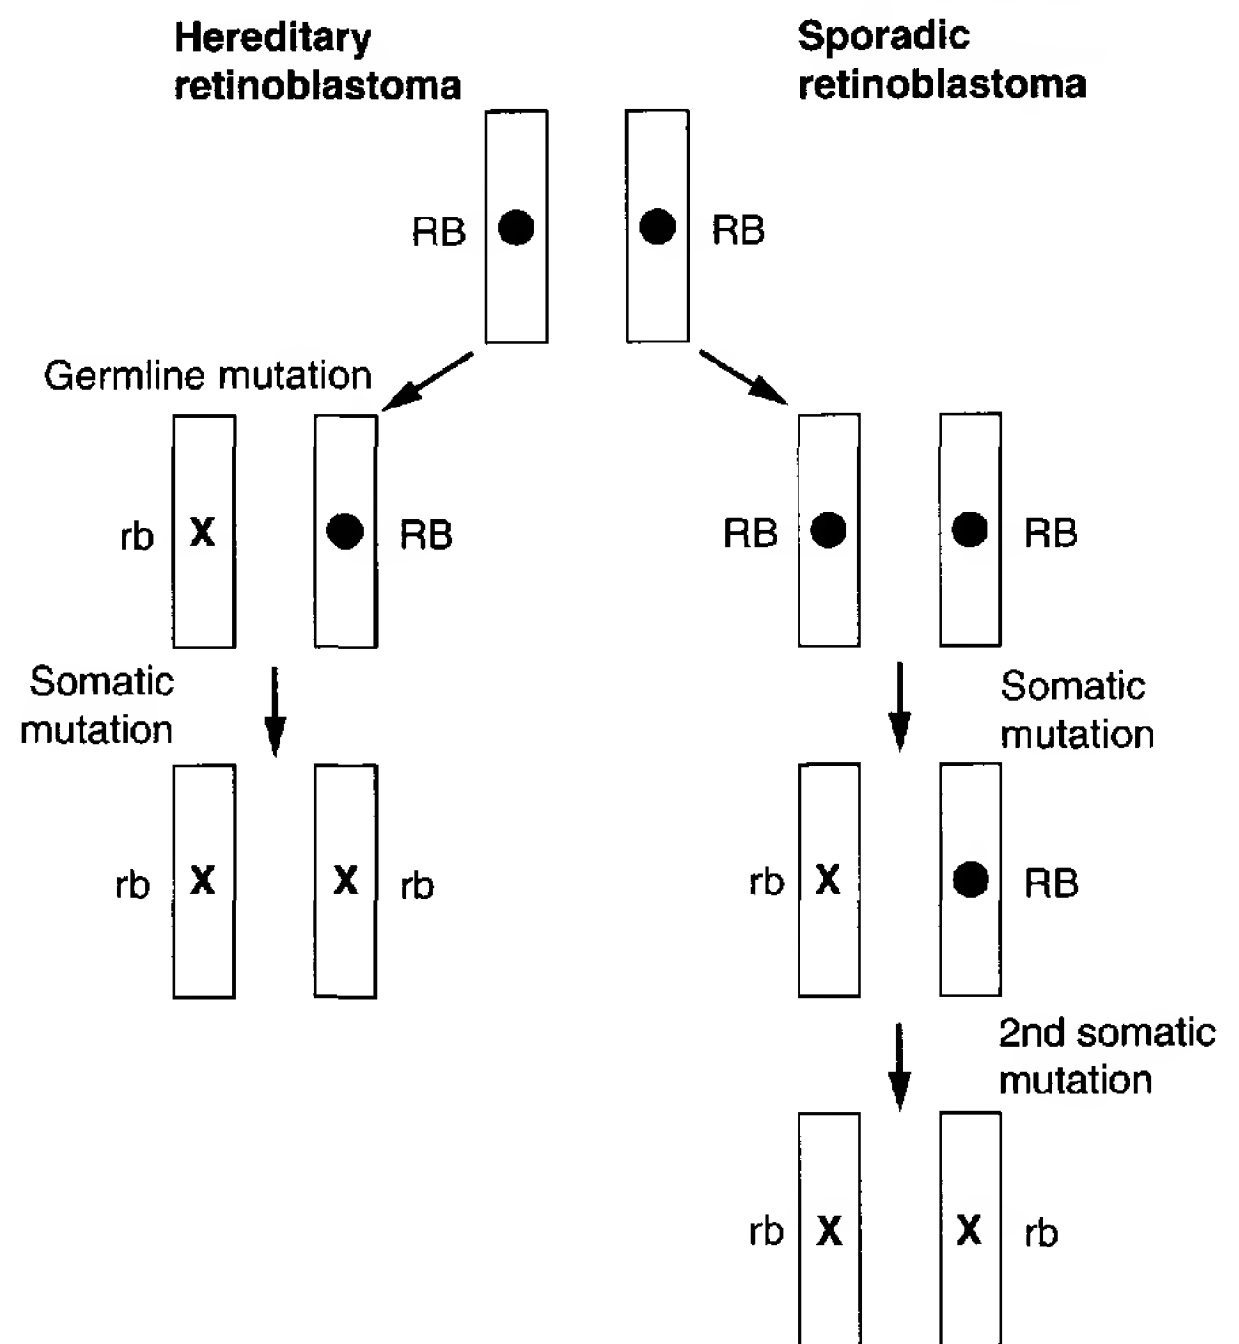 Hereditary
retinoblastoma
Sporadic
retinoblastoma
RB
RB
Germline mutation
rb X RB
RB RB
Somatic
mutation
Somatic
mutation
rb X X rb
rb X RB
2nd somatic
mutation
rb X X rb